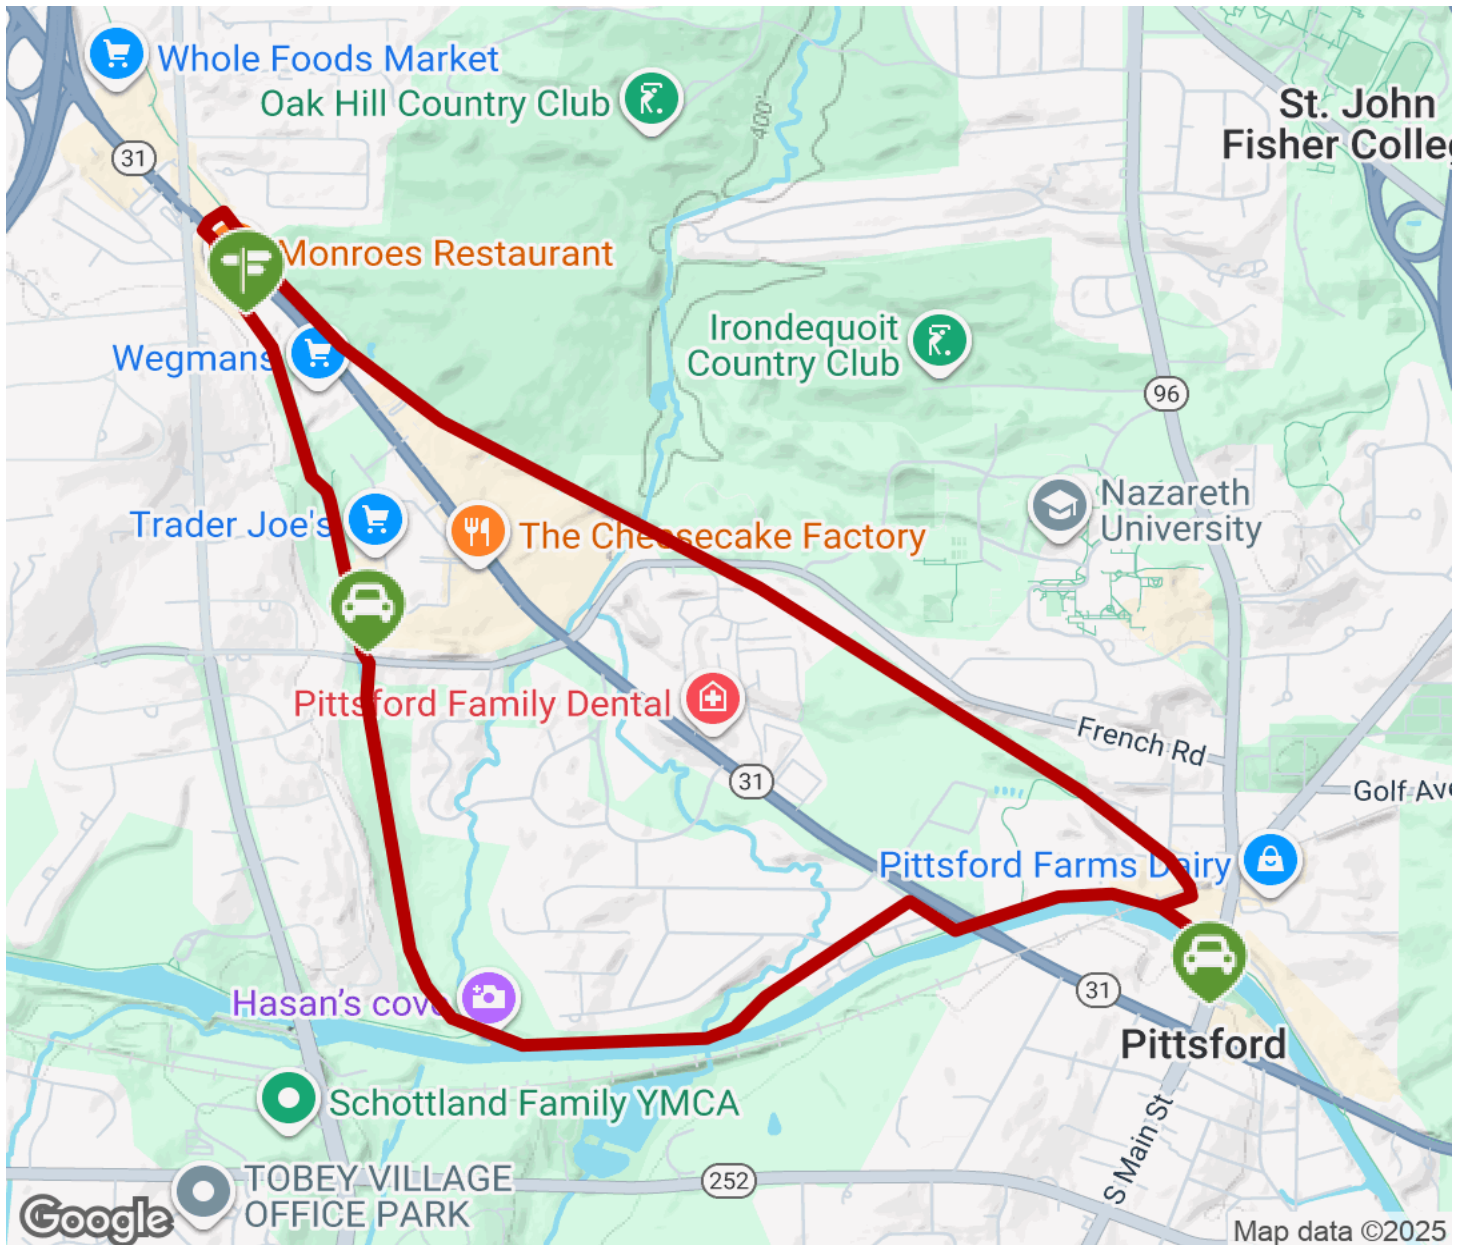 Whole Foods Market
Oak Hill Country Club
400'
St. John
Fisher Colleg
31
Monroes Restaurant
Irondequoit
Country Club
Wegmans
96
Nazareth
University
Trader Joe's
The Cheesecake Factory
Pittsford Family Dental
French Rd
31
Golf Ave
Pittsford Farms Dairy
Hasan's cove
31
Pittsford
Schottland Family YMCA
S Main St
TOBEY VILLAGE
OFFICE PARK
252
Google
Map data ©2025